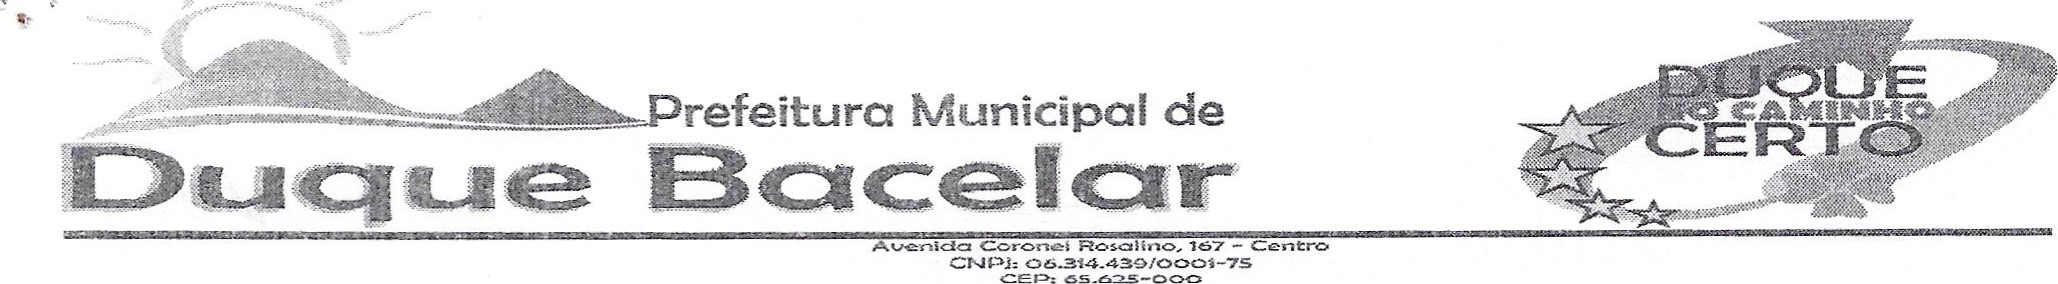 Prefeitura Municipal de
Duque Bacelar
DUQUE
NO CAMINHO
CERTO
Avenida Coronel Rosalino, 167 - Centro
CNPJ: 06.314.439/0001-75
CEP: 65.625-000